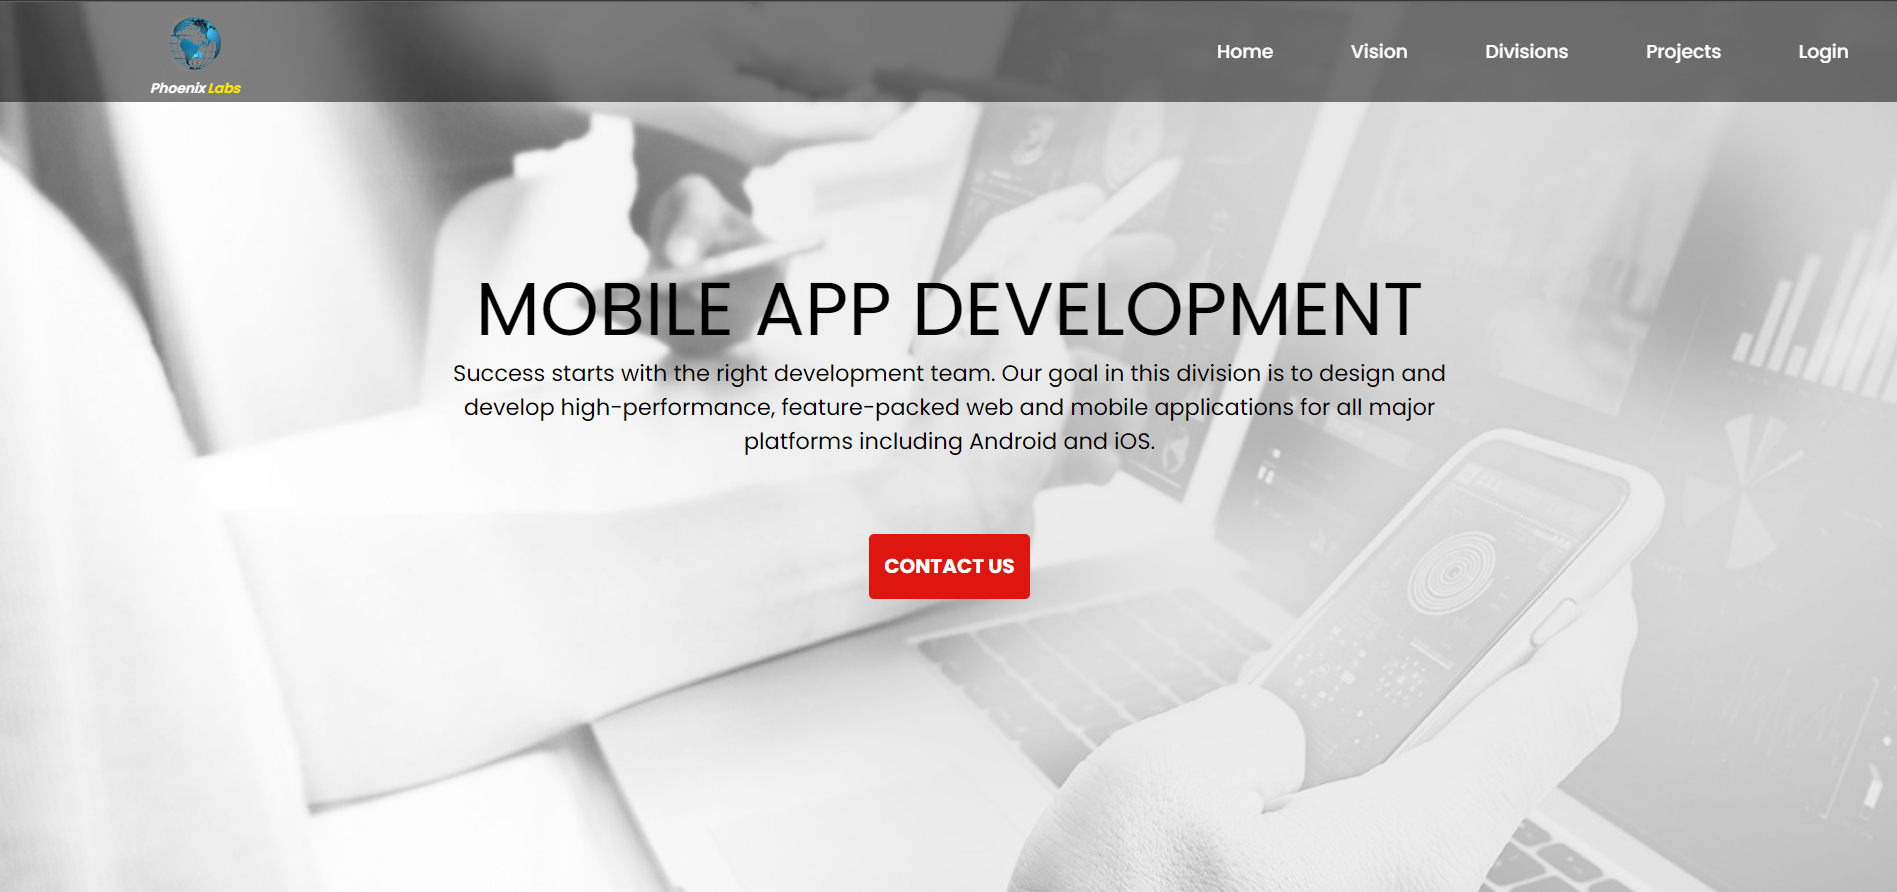 Phoenix Labs
Home
Vision
Divisions
Projects
Login
MOBILE APP DEVELOPMENT
Success starts with the right development team. Our goal in this division is to design and
develop high-performance, feature-packed web and mobile applications for all major
platforms including Android and iOS.
CONTACT US